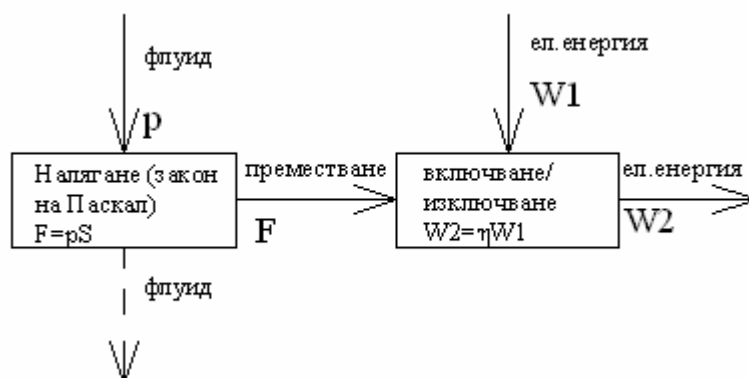 флуид
p
Налягане (закон
на Паскал)
F=pS
флуид
преместване
F
ел.енергия
W1
включване/
изключване
W2=ηW1
ел.енергия
W2